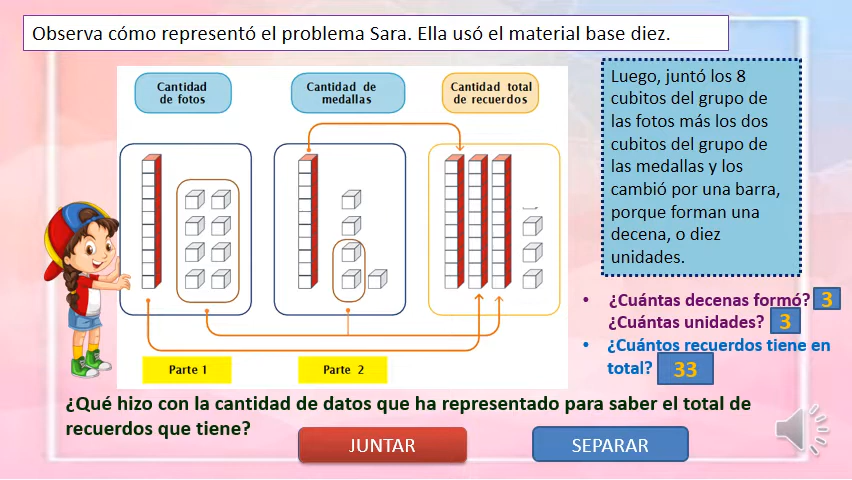 Observa cómo representó el problema Sara. Ella usó el material base diez.
Cantidad
de fotos
Cantidad de
medallas
Cantidad total
de recuerdos
Parte 1
Parte 2
Luego, juntó los 8
cubitos del grupo de
las fotos más los dos
cubitos del grupo de
las medallas y los
cambió por una barra,
porque forman una
decena, o diez
unidades.
• ¿Cuántas decenas formó? 3
¿Cuántas unidades? 3
• ¿Cuántos recuerdos tiene en
total? 33
¿Qué hizo con la cantidad de datos que ha representado para saber el total de
recuerdos que tiene?
JUNTAR
SEPARAR